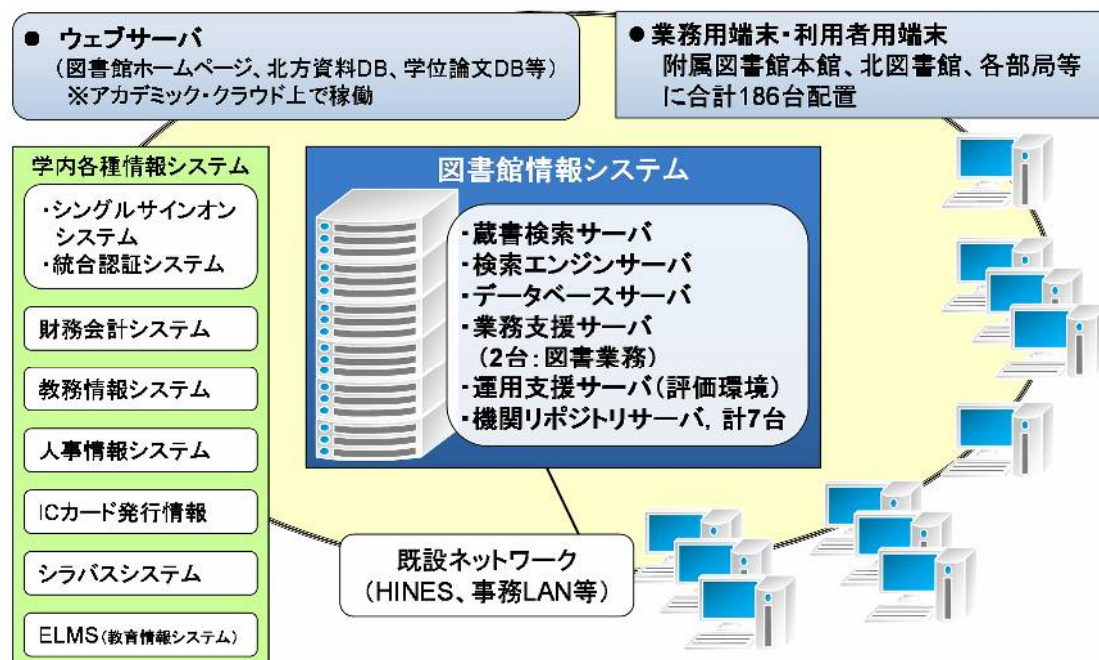 ● ウェブサーバ
(図書館ホームページ、北方資料DB、学位論文DB等)
※アカデミック・クラウド上で稼働
●業務用端末・利用者用端末
附属図書館本館、北図書館、各部局等
に合計186台配置
学内各種情報システム
・シングルサインオン
システム
・統合認証システム
財務会計システム
教務情報システム
人事情報システム
ICカード発行情報
シラバスシステム
ELMS(教育情報システム)
図書館情報システム
・蔵書検索サーバ
・検索エンジンサーバ
・データベースサーバ
・業務支援サーバ
(2台:図書業務)
・運用支援サーバ(評価環境)
・機関リポジトリサーバ, 計7台
既設ネットワーク
(HINES、事務LAN等)